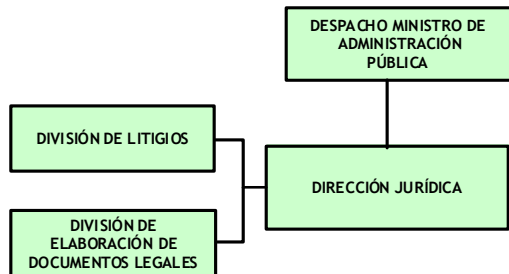 DESPACHO MINISTRO DE
ADMINISTRACIÓN
PÚBLICA
DIVISIÓN DE LITIGIOS
DIRECCIÓN JURÍDICA
DIVISIÓN DE
ELABORACIÓN DE
DOCUMENTOS LEGALES